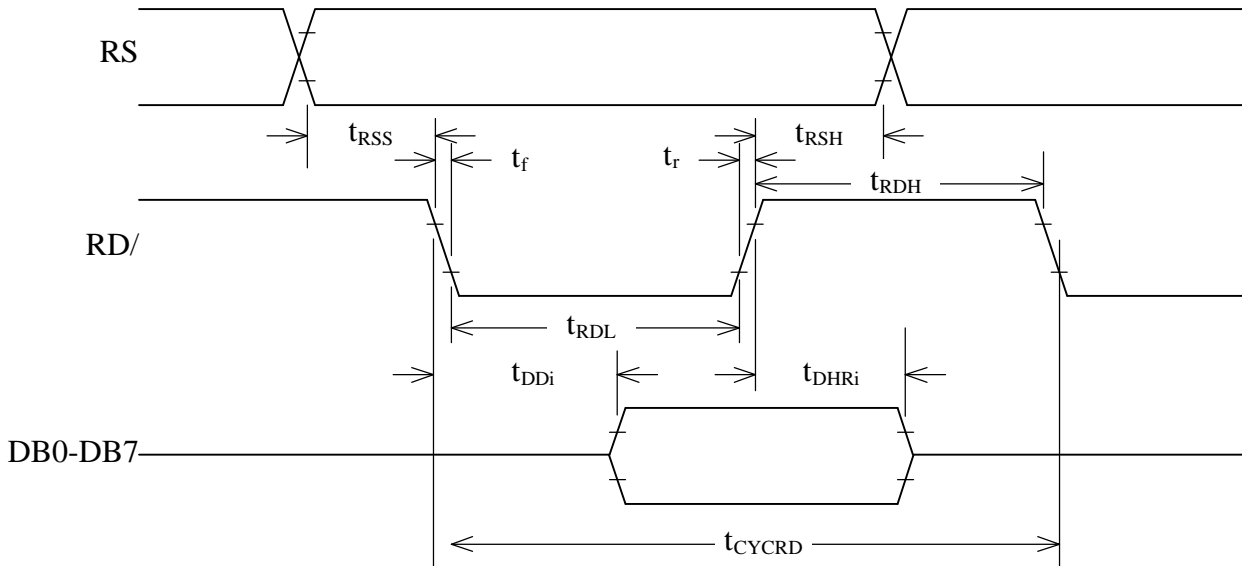 RS
tRSS
tRSH
tf
tr
tRDH
RD/
tRDL
tDDi
tDHRi
DB0-DB7
tCYCRD